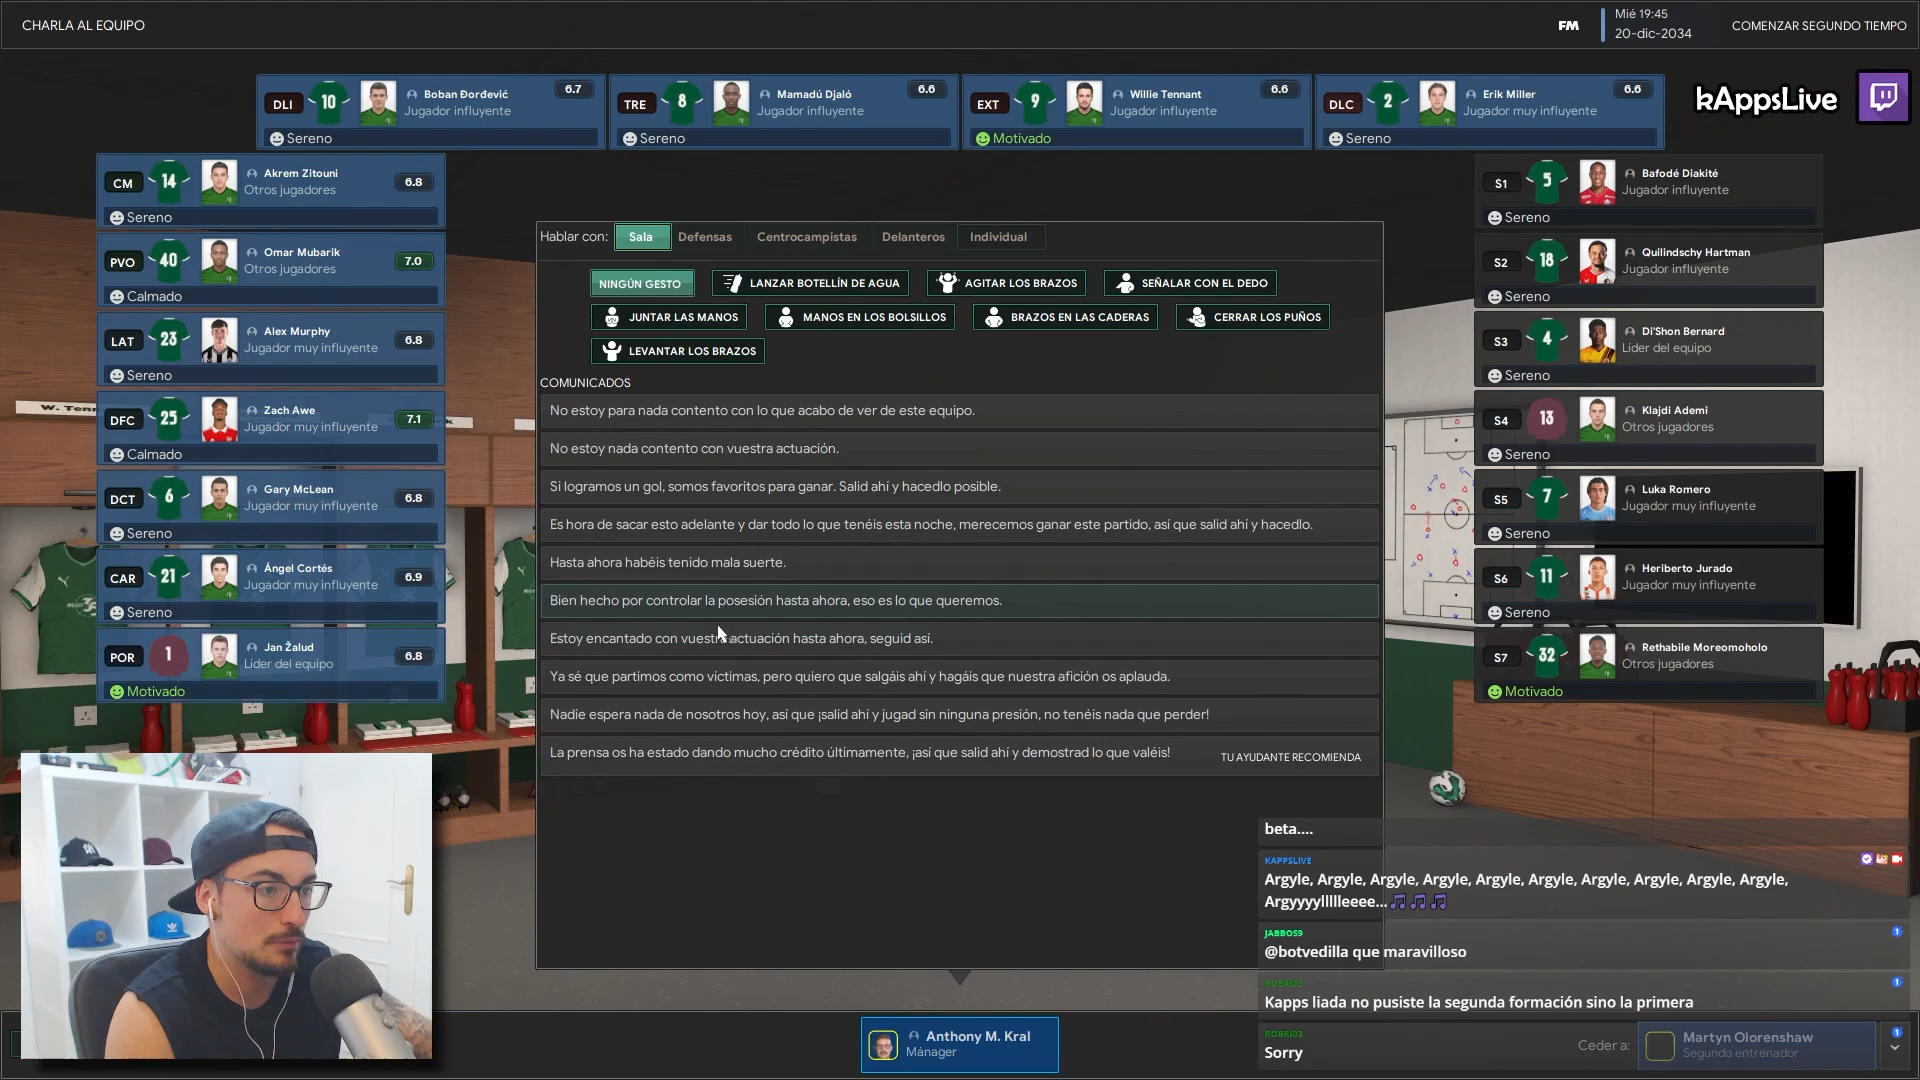 CHARLA AL EQUIPO
FM
Mié 19:45
20-dic-2034
COMENZAR SEGUNDO TIEMPO
DLI 10 Boban Đorđević 6.7
Jugador influyente
Sereno
TRE 8 Mamadú Djaló 6.6
Jugador influyente
Sereno
EXT 9 Willie Tennant 6.6
Jugador influyente
Motivado
DLC 2 Erik Miller 6.6
Jugador muy influyente
Sereno
kAppsLive
CM 14 Akrem Zitouni 6.8
Otros jugadores
Sereno
PVO 40 Omar Mubarik 7.0
Otros jugadores
Calmado
LAT 23 Alex Murphy 6.8
Jugador muy influyente
Sereno
W. Tenn
DFC 25 Zach Awe 7.1
Jugador muy influyente
Calmado
DCT 6 Gary McLean 6.8
Jugador muy influyente
Sereno
CAR 21 Ángel Cortés 6.9
Jugador muy influyente
Sereno
POR 1 Jan Žalud 6.8
Líder del equipo
Motivado
Hablar con: Sala Defensas Centrocampistas Delanteros Individual
NINGÚN GESTO LANZAR BOTELLÍN DE AGUA AGITAR LOS BRAZOS SEÑALAR CON EL DEDO
JUNTAR LAS MANOS MANOS EN LOS BOLSILLOS BRAZOS EN LAS CADERAS CERRAR LOS PUÑOS
LEVANTAR LOS BRAZOS
COMUNICADOS
No estoy para nada contento con lo que acabo de ver de este equipo.
No estoy nada contento con vuestra actuación.
Si logramos un gol, somos favoritos para ganar. Salid ahí y hacedlo posible.
Es hora de sacar esto adelante y dar todo lo que tenéis esta noche, merecemos ganar este partido, así que salid ahí y hacedlo.
Hasta ahora habéis tenido mala suerte.
Bien hecho por controlar la posesión hasta ahora, eso es lo que queremos.
Estoy encantado con vuestra actuación hasta ahora, seguid así.
Ya sé que partimos como víctimas, pero quiero que salgáis ahí y hagáis que nuestra afición os aplauda.
Nadie espera nada de nosotros hoy, así que ¡salid ahí y jugad sin ninguna presión, no tenéis nada que perder!
La prensa os ha estado dando mucho crédito últimamente, ¡así que salid ahí y demostrad lo que valéis! TU AYUDANTE RECOMIENDA
S1 5 Bafodé Diakité
Jugador influyente
Sereno
S2 18 Quilindschy Hartman
Jugador influyente
Sereno
S3 4 Di'Shon Bernard
Líder del equipo
Sereno
S4 13 Klajdi Ademi
Otros jugadores
Sereno
S5 7 Luka Romero
Jugador muy influyente
Sereno
S6 11 Heriberto Jurado
Jugador muy influyente
Sereno
S7 32 Rethabile Moreomoholo
Otros jugadores
Motivado
beta....
KAPPSLIVE
Argyle, Argyle, Argyle, Argyle, Argyle, Argyle, Argyle, Argyle, Argyle, Argyle,
Argyyyyllllleeee...🎵🎵🎵
JABBOS9
@botvedilla que maravilloso
ROBRI03
Kapps liada no pusiste la segunda formación sino la primera
ROBRI03
Sorry
Anthony M. Kral
Mánager
Ceder a: Martyn Olorenshaw
Segundo entrenador